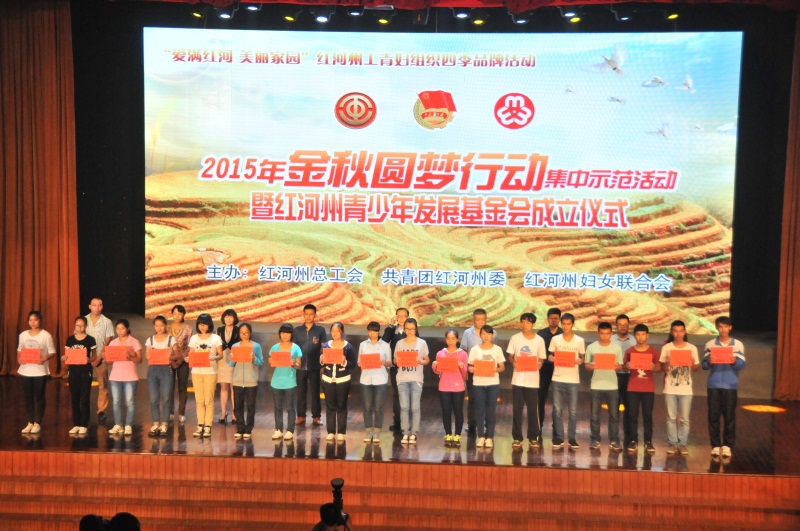 “爱满红河 美丽家园”红河州工青妇组织四季品牌活动
2015年金秋圆梦行动集中示范活动
暨红河州青少年发展基金会成立仪式
主办：红河州总工会 共青团红河州委 红河州妇女联合会